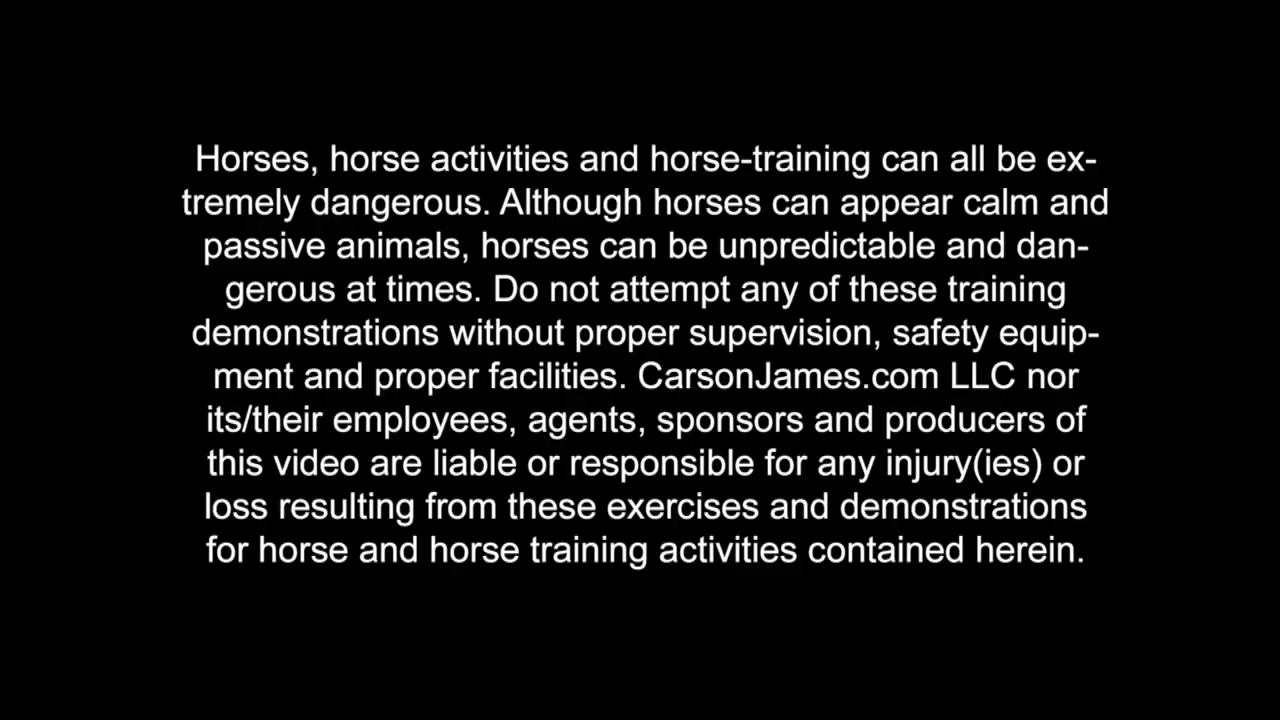 Horses, horse activities and horse-training can all be ex-
tremely dangerous. Although horses can appear calm and
passive animals, horses can be unpredictable and dan-
gerous at times. Do not attempt any of these training
demonstrations without proper supervision, safety equip-
ment and proper facilities. CarsonJames.com LLC nor
its/their employees, agents, sponsors and producers of
this video are liable or responsible for any injury(ies) or
loss resulting from these exercises and demonstrations
for horse and horse training activities contained herein.